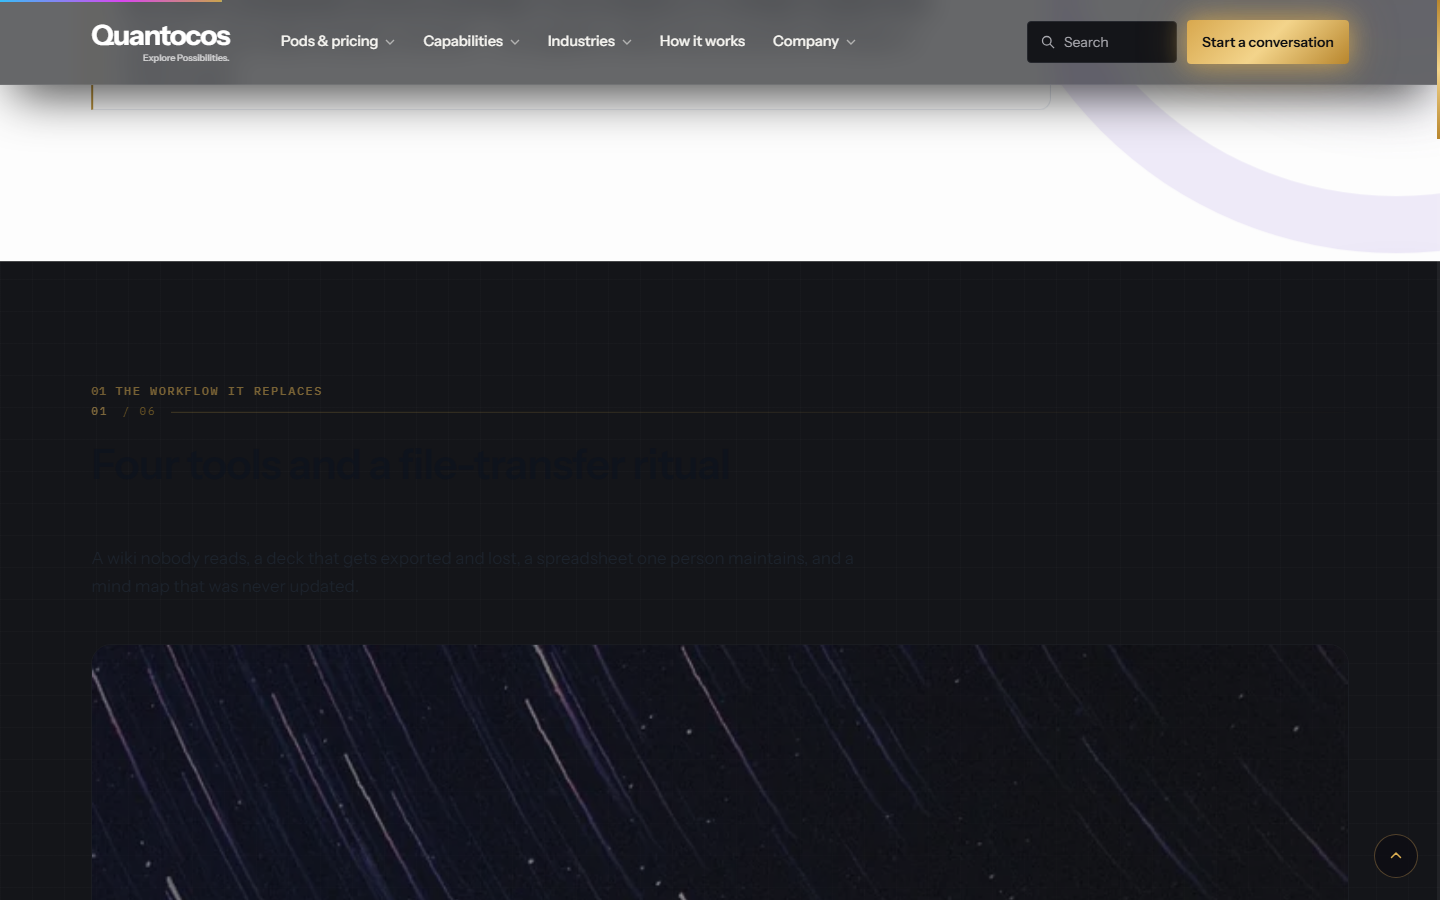 Quantocos
Explore Possibilities.
Pods & pricing
Capabilities
Industries
How it works
Company
Search
Start a conversation
01 THE WORKFLOW IT REPLACES
01 / 06
Four tools and a file-transfer ritual
A wiki nobody reads, a deck that gets exported and lost, a spreadsheet one person maintains, and a
mind map that was never updated.